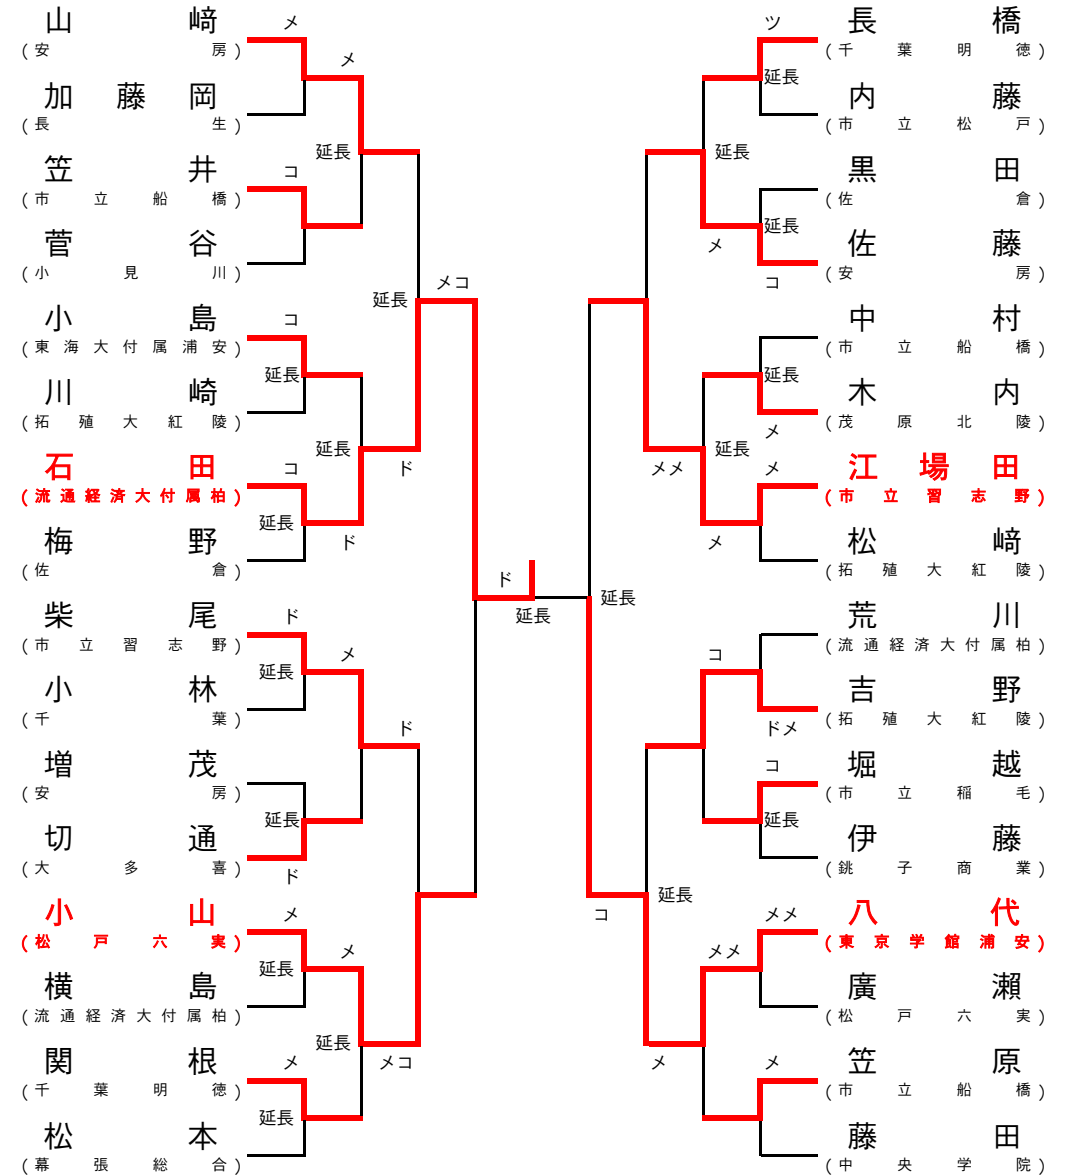 山﨑
(安房)
メ
メ
加藤岡
(長生)
延長
笠井
(市立船橋)
コ
菅谷
(小見川)
メコ
延長
小島
(東海大付属浦安)
コ
延長
川崎
(拓殖大紅陵)
延長
ド
石田
(流通経済大付属柏)
コ
延長
ド
梅野
(佐倉)
ド
延長
柴尾
(市立習志野)
ド
メ
延長
小林
(千葉)
ド
増茂
(安房)
延長
切通
(大多喜)
ド
小山
(松戸六実)
メ
メ
延長
横島
(流通経済大付属柏)
延長
メコ
関根
(千葉明徳)
メ
延長
松本
(幕張総合)
ツ
長橋
(千葉明徳)
延長
内藤
(市立松戸)
延長
黒田
(佐倉)
延長
メ
佐藤
(安房)
コ
中村
(市立船橋)
延長
木内
(茂原北陵)
メ
延長
メメ
メ
江場田
(市立習志野)
メ
松﨑
(拓殖大紅陵)
延長
荒川
(流通経済大付属柏)
コ
吉野
(拓殖大紅陵)
ドメ
コ
堀越
(市立稲毛)
延長
伊藤
(銚子商業)
延長
コ
メメ
八代
(東京学館浦安)
メメ
廣瀨
(松戸六実)
メ
メ
笠原
(市立船橋)
藤田
(中央学院)